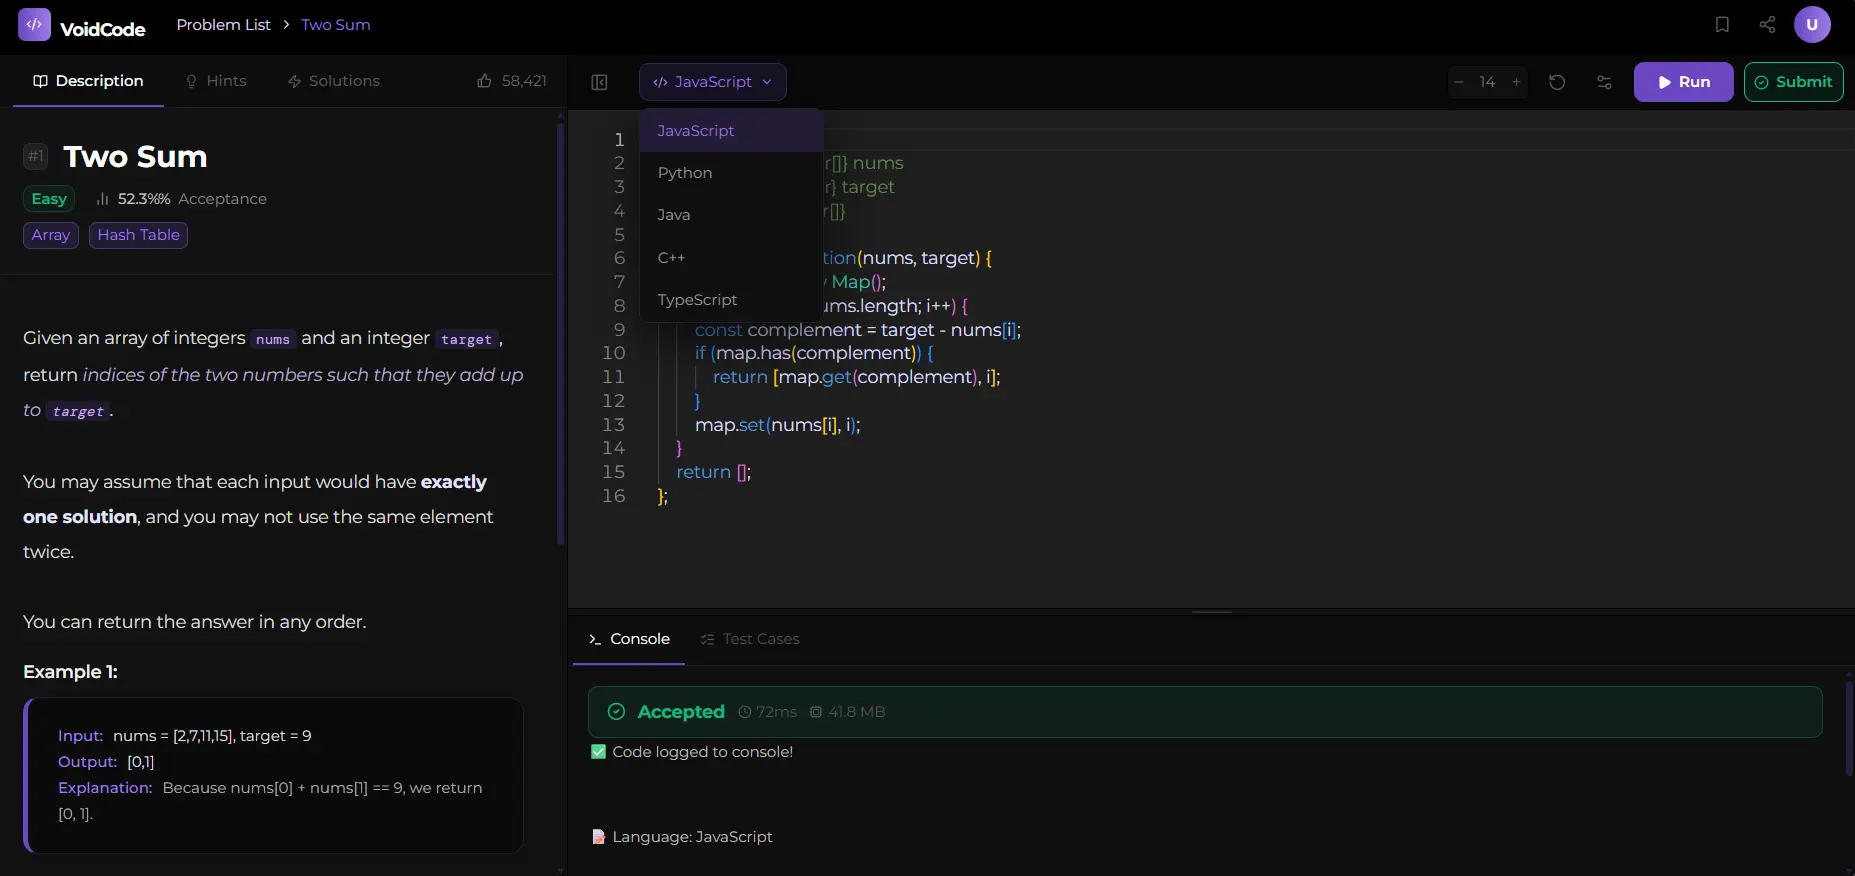 VoidCode
Problem List > Two Sum
U
Description
Hints
Solutions
58,421
#1 Two Sum
Easy 52.3%% Acceptance
Array Hash Table
Given an array of integers nums and an integer target,
return indices of the two numbers such that they add up
to target.
You may assume that each input would have exactly
one solution, and you may not use the same element
twice.
You can return the answer in any order.
Example 1:
Input: nums = [2,7,11,15], target = 9
Output: [0,1]
Explanation: Because nums[0] + nums[1] == 9, we return
[0, 1].
</> JavaScript
- 14 +
Run
Submit
JavaScript
Python
Java
C++
TypeScript
1
2 r[]} nums
3 r} target
4 r[]}
5
6 tion(nums, target) {
7 Map();
8 ums.length; i++) {
9 const complement = target - nums[i];
10 if (map.has(complement)) {
11 return [map.get(complement), i];
12 }
13 map.set(nums[i], i);
14 }
15 return [];
16 };
>_ Console
Test Cases
Accepted 72ms 41.8 MB
✅ Code logged to console!
📝 Language: JavaScript